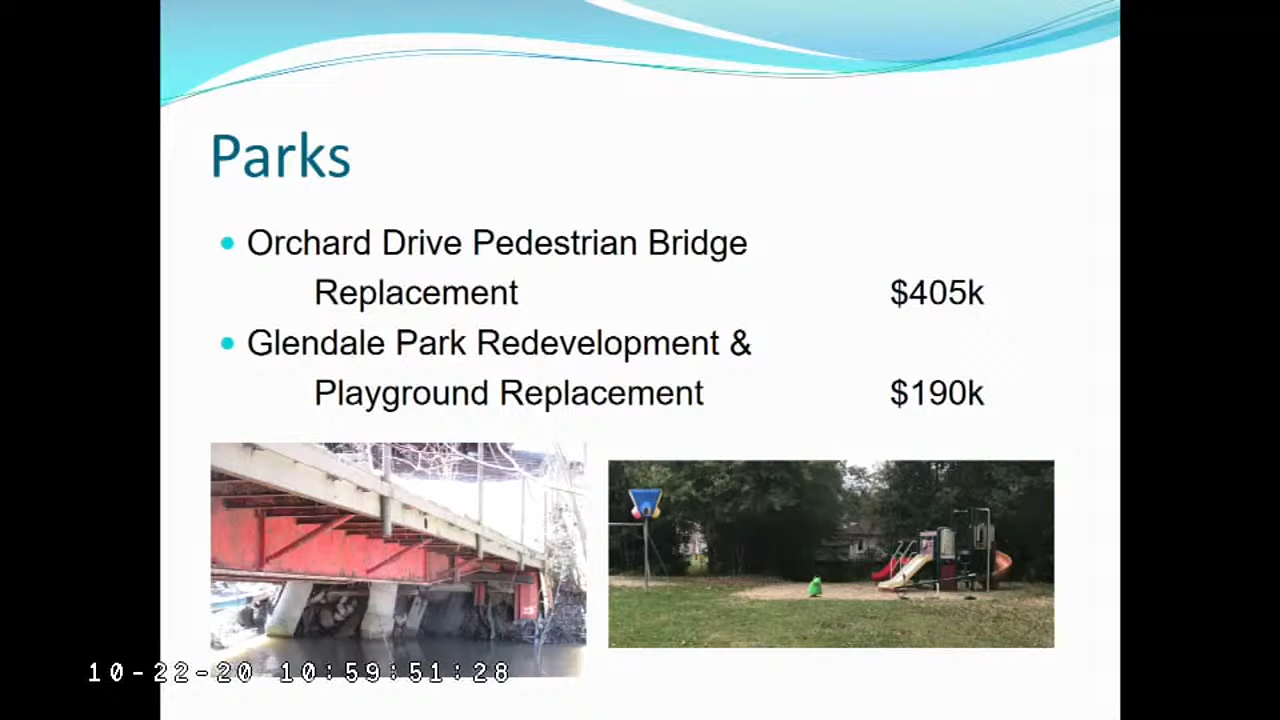 Parks
Orchard Drive Pedestrian Bridge
Replacement $405k
Glendale Park Redevelopment &
Playground Replacement $190k
10-22-20 10:59:51:28